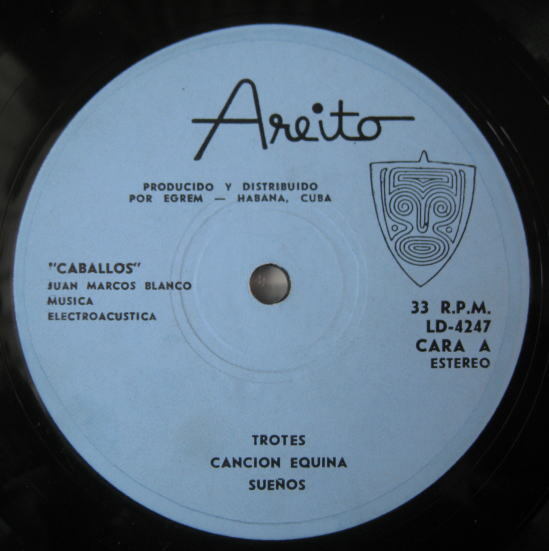 Areito
PRODUCIDO Y DISTRIBUIDO
POR EGREM — HABANA, CUBA
"CABALLOS"
JUAN MARCOS BLANCO
MUSICA
ELECTROACUSTICA
33 R.P.M.
LD-4247
CARA A
ESTEREO
TROTES
CANCION EQUINA
SUEÑOS